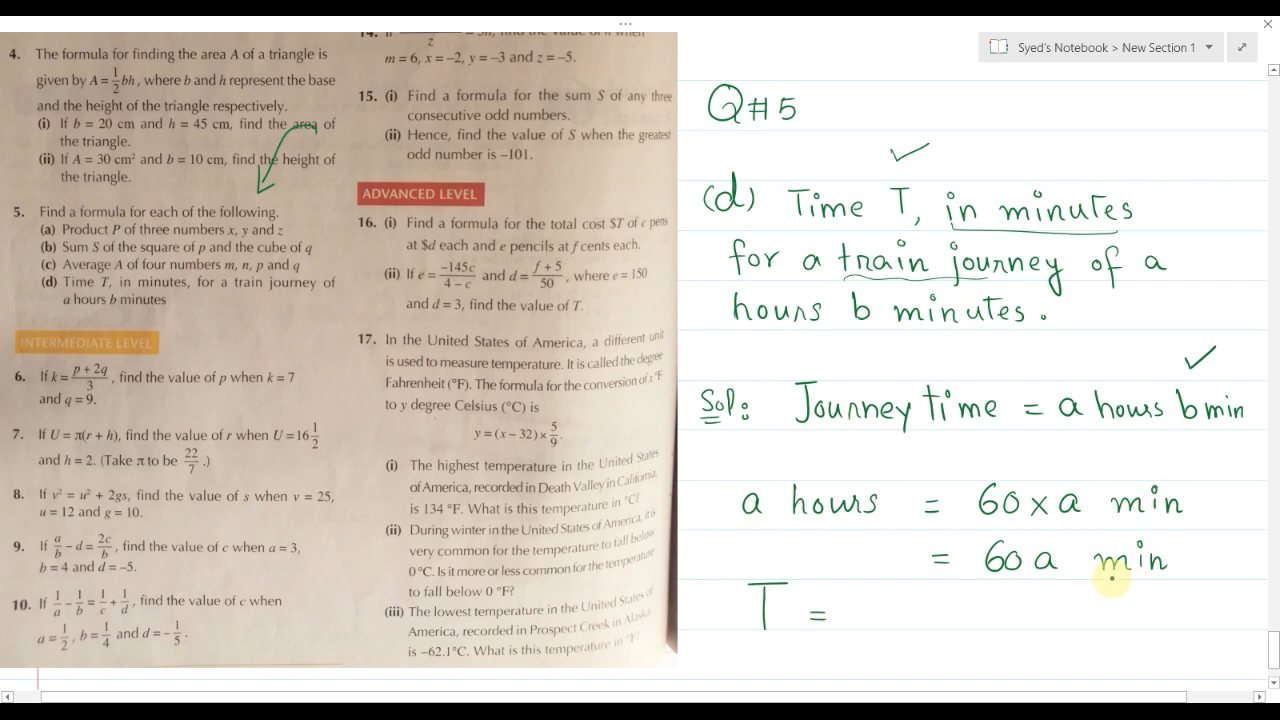 Syed's Notebook > New Section 1
4. The formula for finding the area A of a triangle is
given by A = 1/2 bh, where b and h represent the base
and the height of the triangle respectively.
(i) If b = 20 cm and h = 45 cm, find the area of
the triangle.
(ii) If A = 30 cm² and b = 10 cm, find the height of
the triangle.
5. Find a formula for each of the following.
(a) Product P of three numbers x, y and z
(b) Sum S of the square of p and the cube of q
(c) Average A of four numbers m, n, p and q
(d) Time T, in minutes, for a train journey of
a hours b minutes
INTERMEDIATE LEVEL
6. If k = (p + 2q)/3, find the value of p when k = 7
and q = 9.
7. If U = π(r + h), find the value of r when U = 16 1/2
and h = 2. (Take π to be 22/7.)
8. If v² = u² + 2gs, find the value of s when v = 25,
u = 12 and g = 10.
9. If a/b – d = 2c/b, find the value of c when a = 3,
b = 4 and d = –5.
10. If 1/a – 1/b = 1/c + 1/d, find the value of c when
a = 1/2, b = 1/4 and d = –1/5.
m = 6, x = –2, y = –3 and z = –5.
15. (i) Find a formula for the sum S of any three
consecutive odd numbers.
(ii) Hence, find the value of S when the greatest
odd number is –101.
ADVANCED LEVEL
16. (i) Find a formula for the total cost $T of c pens
at $d each and e pencils at f cents each.
(ii) If e = –145c/(4 – c) and d = (f + 5)/50, where e = 150
and d = 3, find the value of T.
17. In the United States of America, a different unit
is used to measure temperature. It is called the degree
Fahrenheit (°F). The formula for the conversion of x °F
to y degree Celsius (°C) is
y = (x – 32) × 5/9.
(i) The highest temperature in the United States
of America, recorded in Death Valley in California,
is 134 °F. What is this temperature in °C?
(ii) During winter in the United States of America, it is
very common for the temperature to fall below
0 °C. Is it more or less common for the temperature
to fall below 0 °F?
(iii) The lowest temperature in the United States of
America, recorded in Prospect Creek in Alaska,
is –62.1°C. What is this temperature in °F?
Q#5
(d) Time T, in minutes
for a train journey of a
hours b minutes.
Sol: Journey time = a hours b min
a hours = 60 × a min
= 60 a min
T =